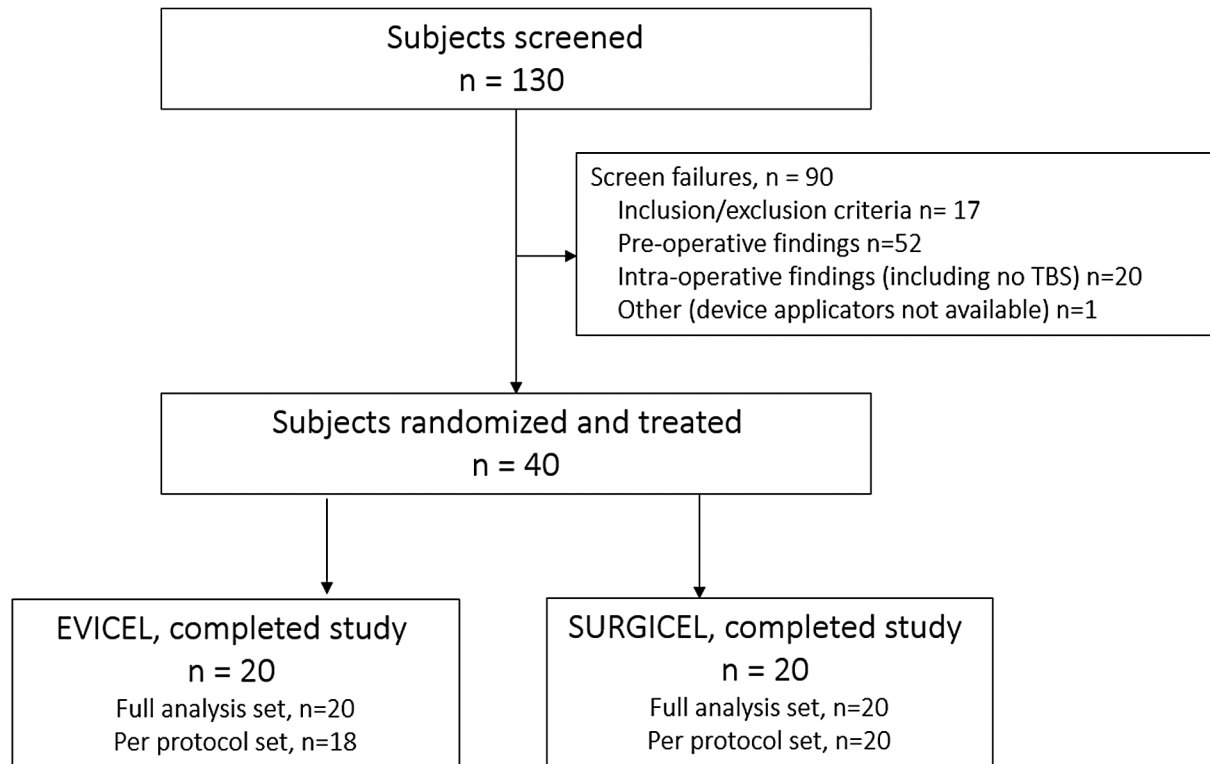 Subjects screened
n = 130
Screen failures, n = 90
Inclusion/exclusion criteria n= 17
Pre-operative findings n=52
Intra-operative findings (including no TBS) n=20
Other (device applicators not available) n=1
Subjects randomized and treated
n = 40
EVICEL, completed study
n = 20
Full analysis set, n=20
Per protocol set, n=18
SURGICEL, completed study
n = 20
Full analysis set, n=20
Per protocol set, n=20